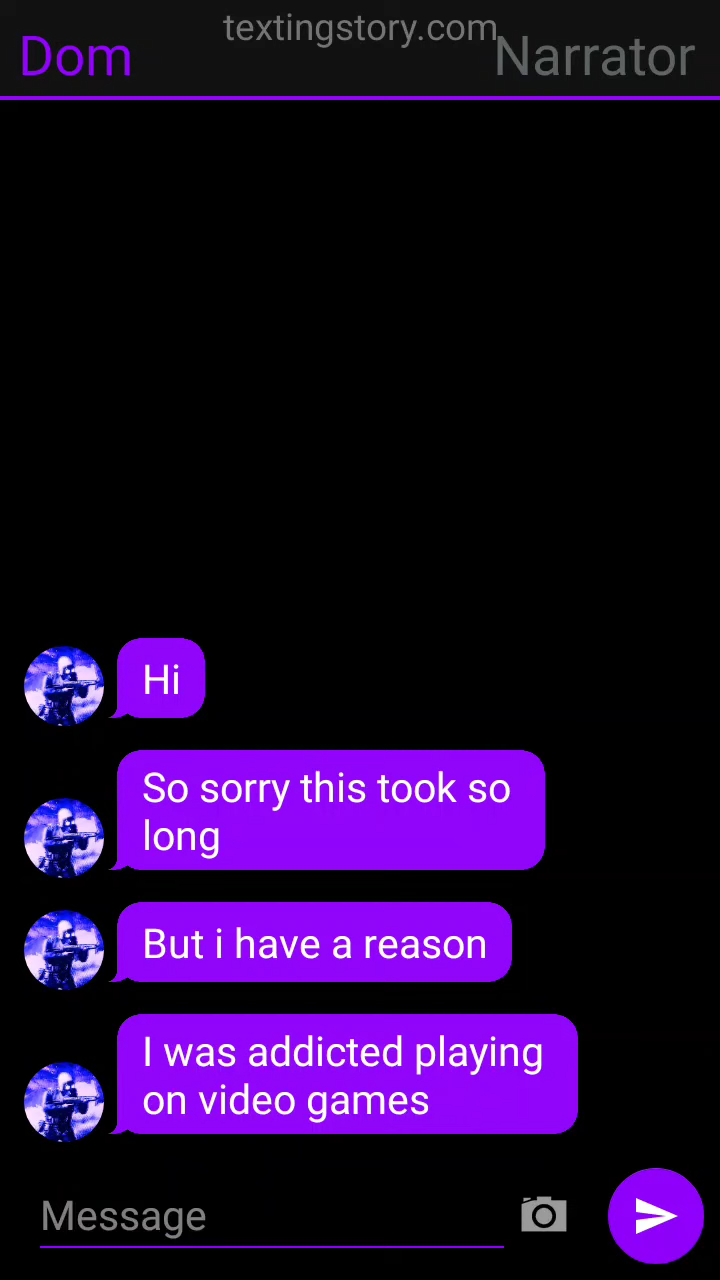 textingstory.com
Dom
Narrator
Hi
So sorry this took so
long
But i have a reason
I was addicted playing
on video games
Message